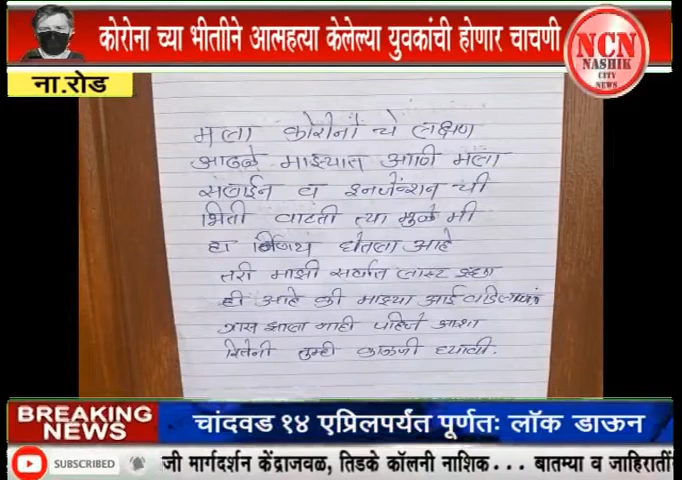 कोरोना च्या भीतीने आत्महत्या केलेल्या युवकांची होणार चाचणी
NCN
NASHIK
CITY
NEWS
ना.रोड
मला कोरोनाचे लक्षण
आढळे माझ्यात आणि मला
सलाईन व इनजेक्शन ची
भिती वाटती त्या मुळे मी
हा निर्णय घेतला आहे
तरी माझी सर्वात लास्ट इच्छा
ही आहे की माझ्या आई वडिलांना
त्रास झाला नाही पाहिजे आशा
रितेनी तुम्ही काळजी घ्यावी.
BREAKING
NEWS
चांदवड १४ एप्रिलपर्यंत पूर्णतः लॉक डाऊन
SUBSCRIBED
जी मार्गदर्शन केंद्राजवळ, तिडके कॉलनी नाशिक... बातम्या व जाहिराती